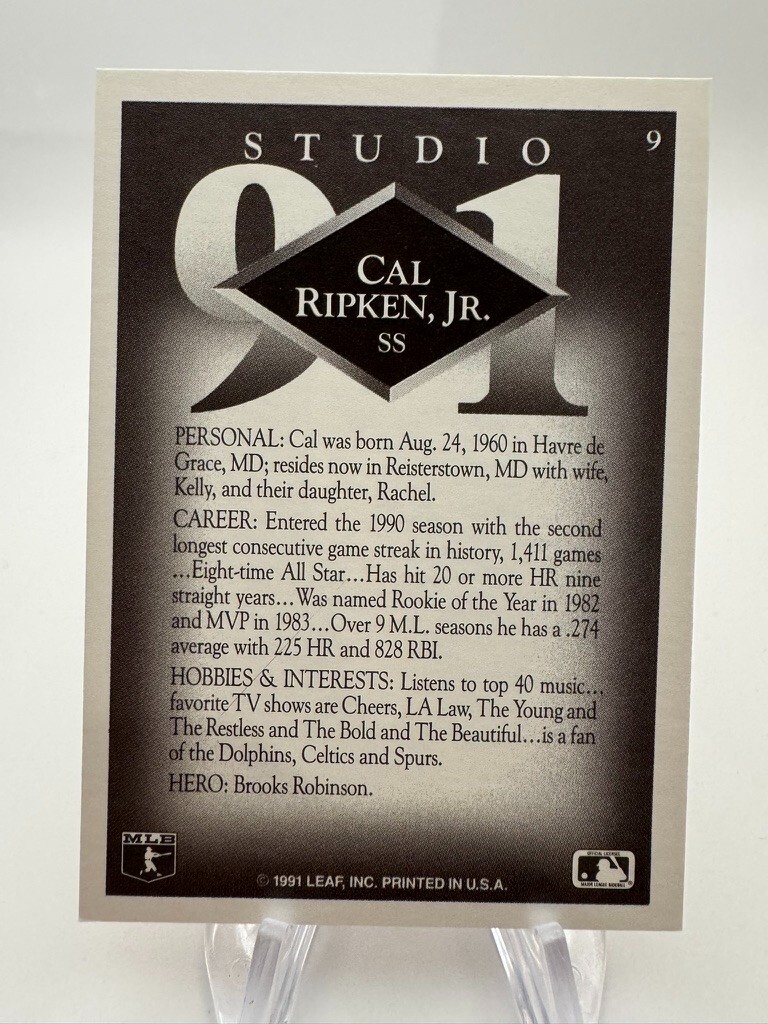 STUDIO
9
91
CAL
RIPKEN, JR.
SS
PERSONAL: Cal was born Aug. 24, 1960 in Havre de
Grace, MD; resides now in Reisterstown, MD with wife,
Kelly, and their daughter, Rachel.
CAREER: Entered the 1990 season with the second
longest consecutive game streak in history, 1,411 games
...Eight-time All Star...Has hit 20 or more HR nine
straight years...Was named Rookie of the Year in 1982
and MVP in 1983...Over 9 M.L. seasons he has a .274
average with 225 HR and 828 RBI.
HOBBIES & INTERESTS: Listens to top 40 music...
favorite TV shows are Cheers, LA Law, The Young and
The Restless and The Bold and The Beautiful...is a fan
of the Dolphins, Celtics and Spurs.
HERO: Brooks Robinson.
MLB
© 1991 LEAF, INC. PRINTED IN U.S.A.
OFFICIAL LICENSEE
MAJOR LEAGUE BASEBALL